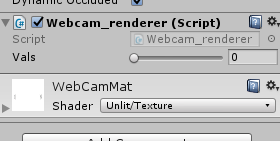 Dynamic Occluded
Webcam_renderer (Script)
Script Webcam_renderer
Vals 0
WebCamMat
Shader Unlit/Texture
Add Component